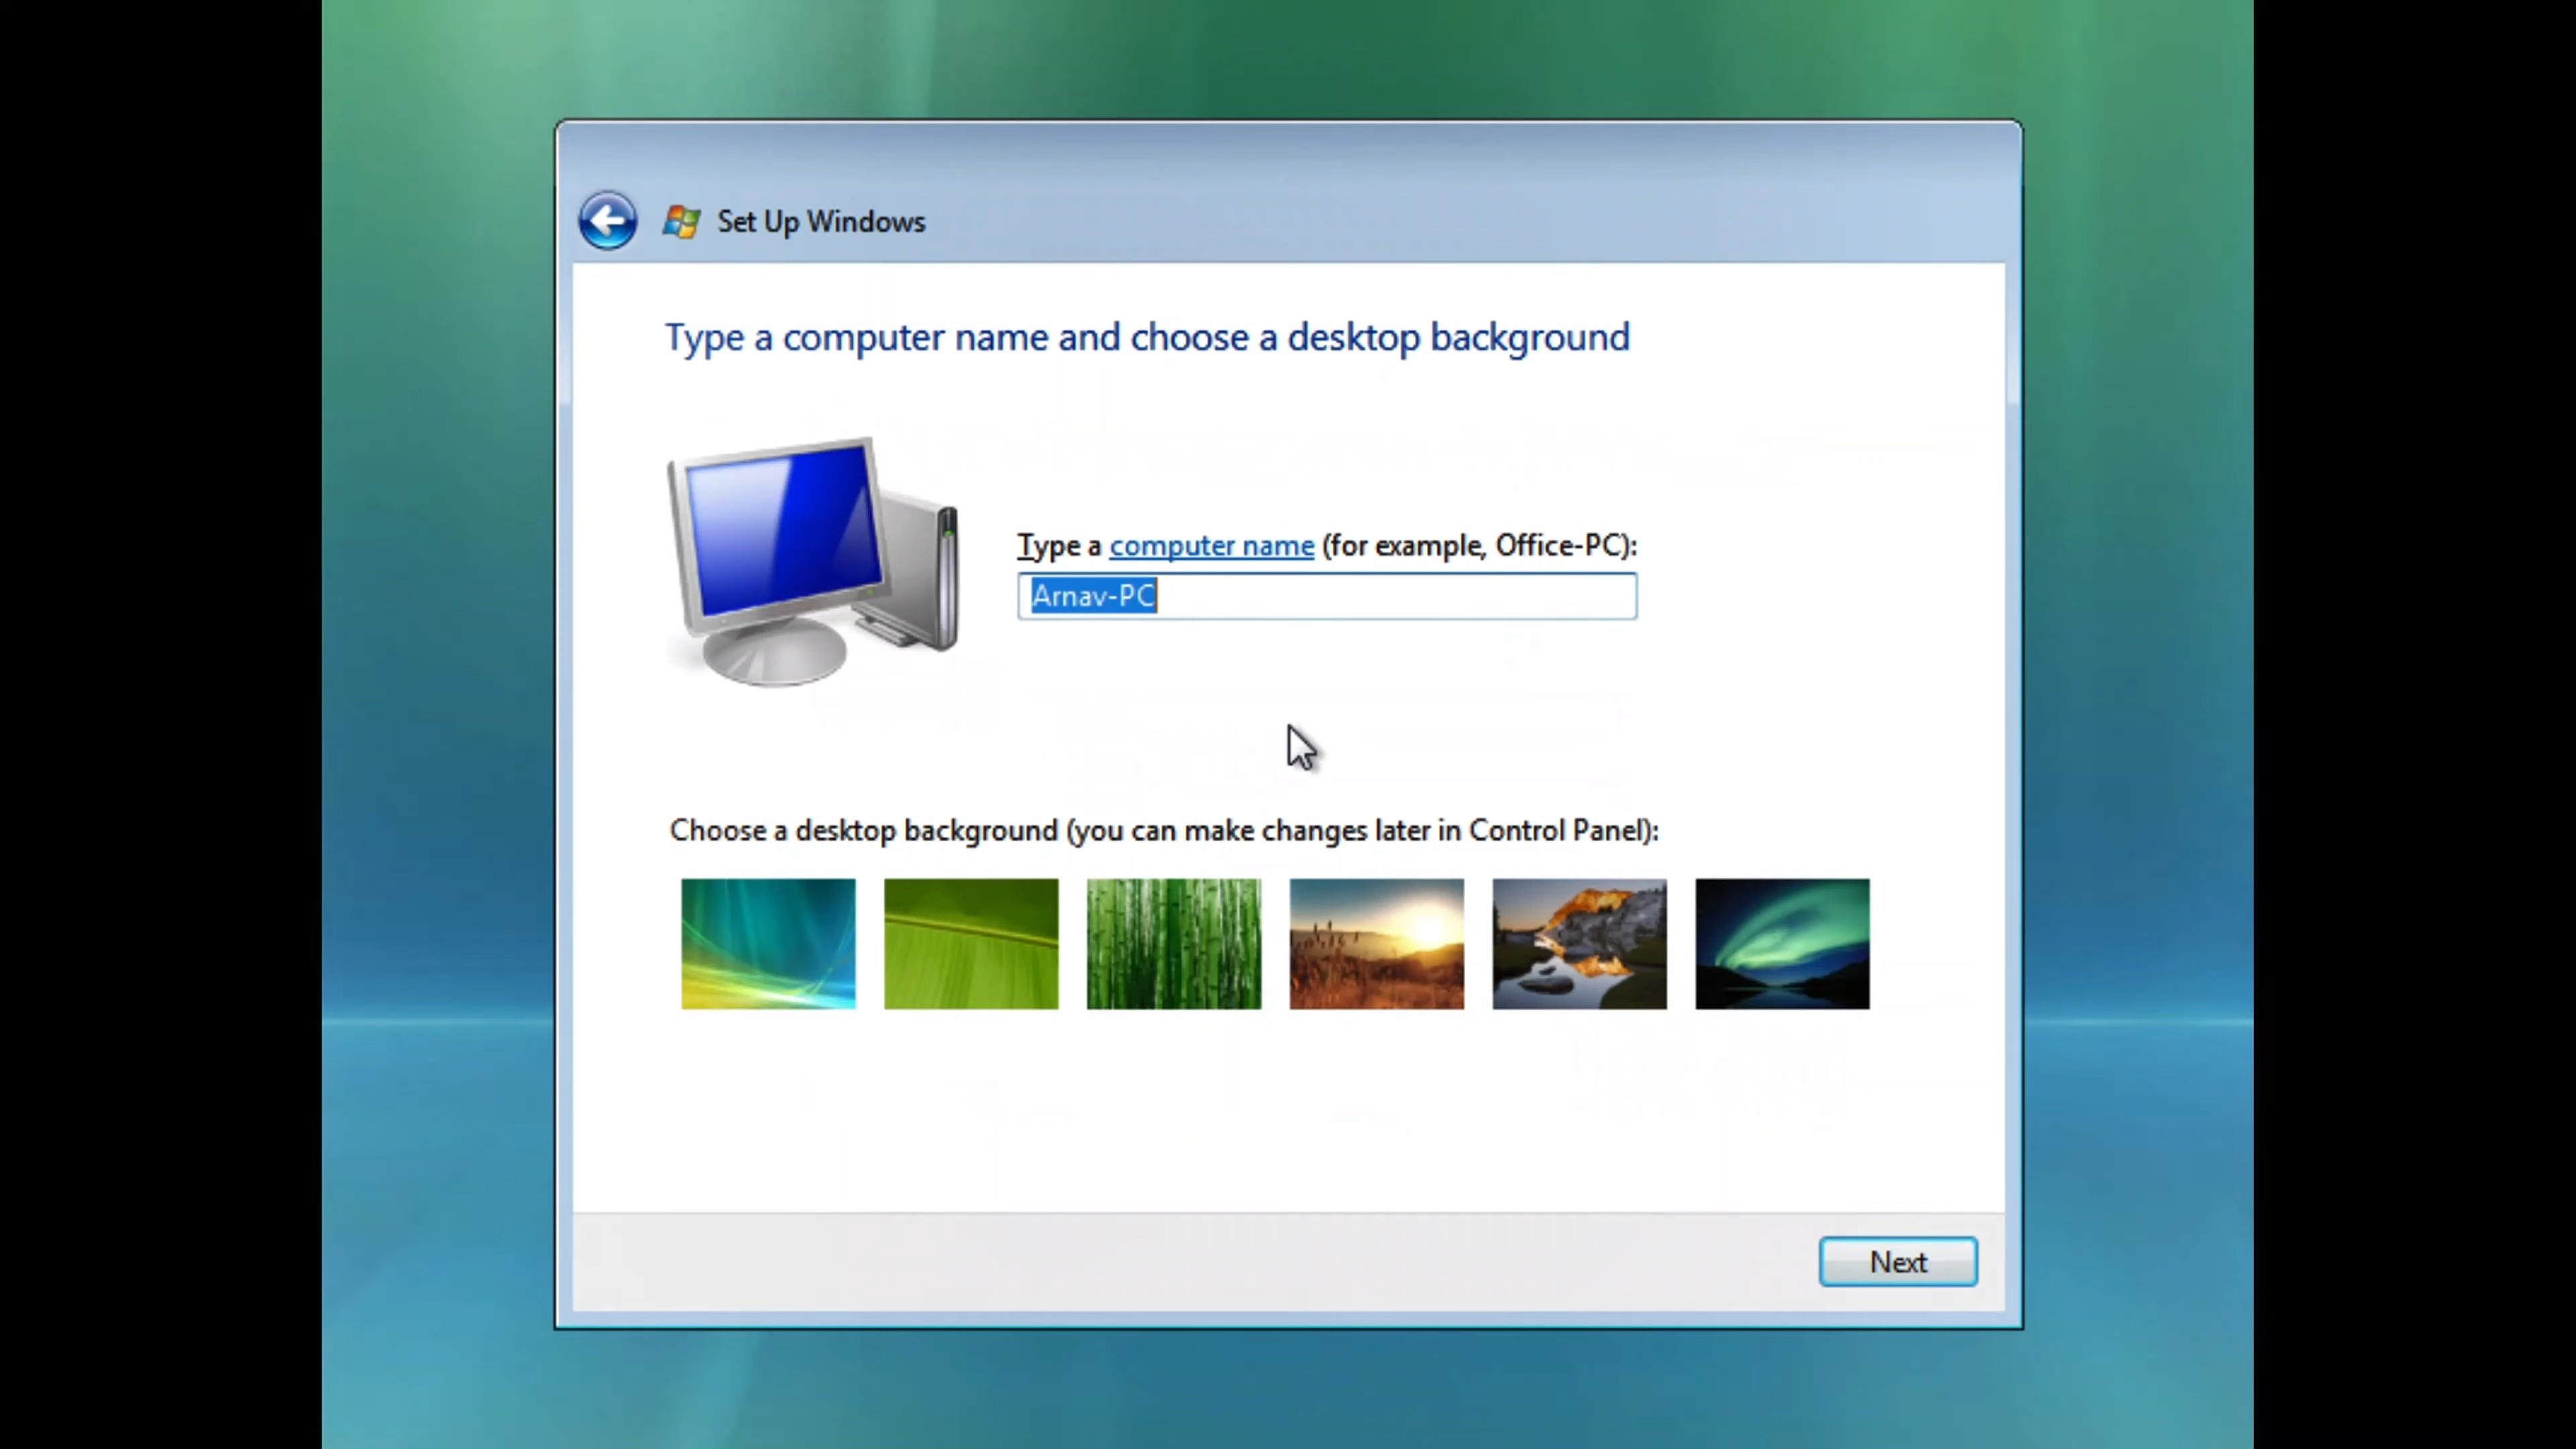 Set Up Windows
Type a computer name and choose a desktop background
Type a computer name (for example, Office-PC):
Arnav-PC
Choose a desktop background (you can make changes later in Control Panel):
Next